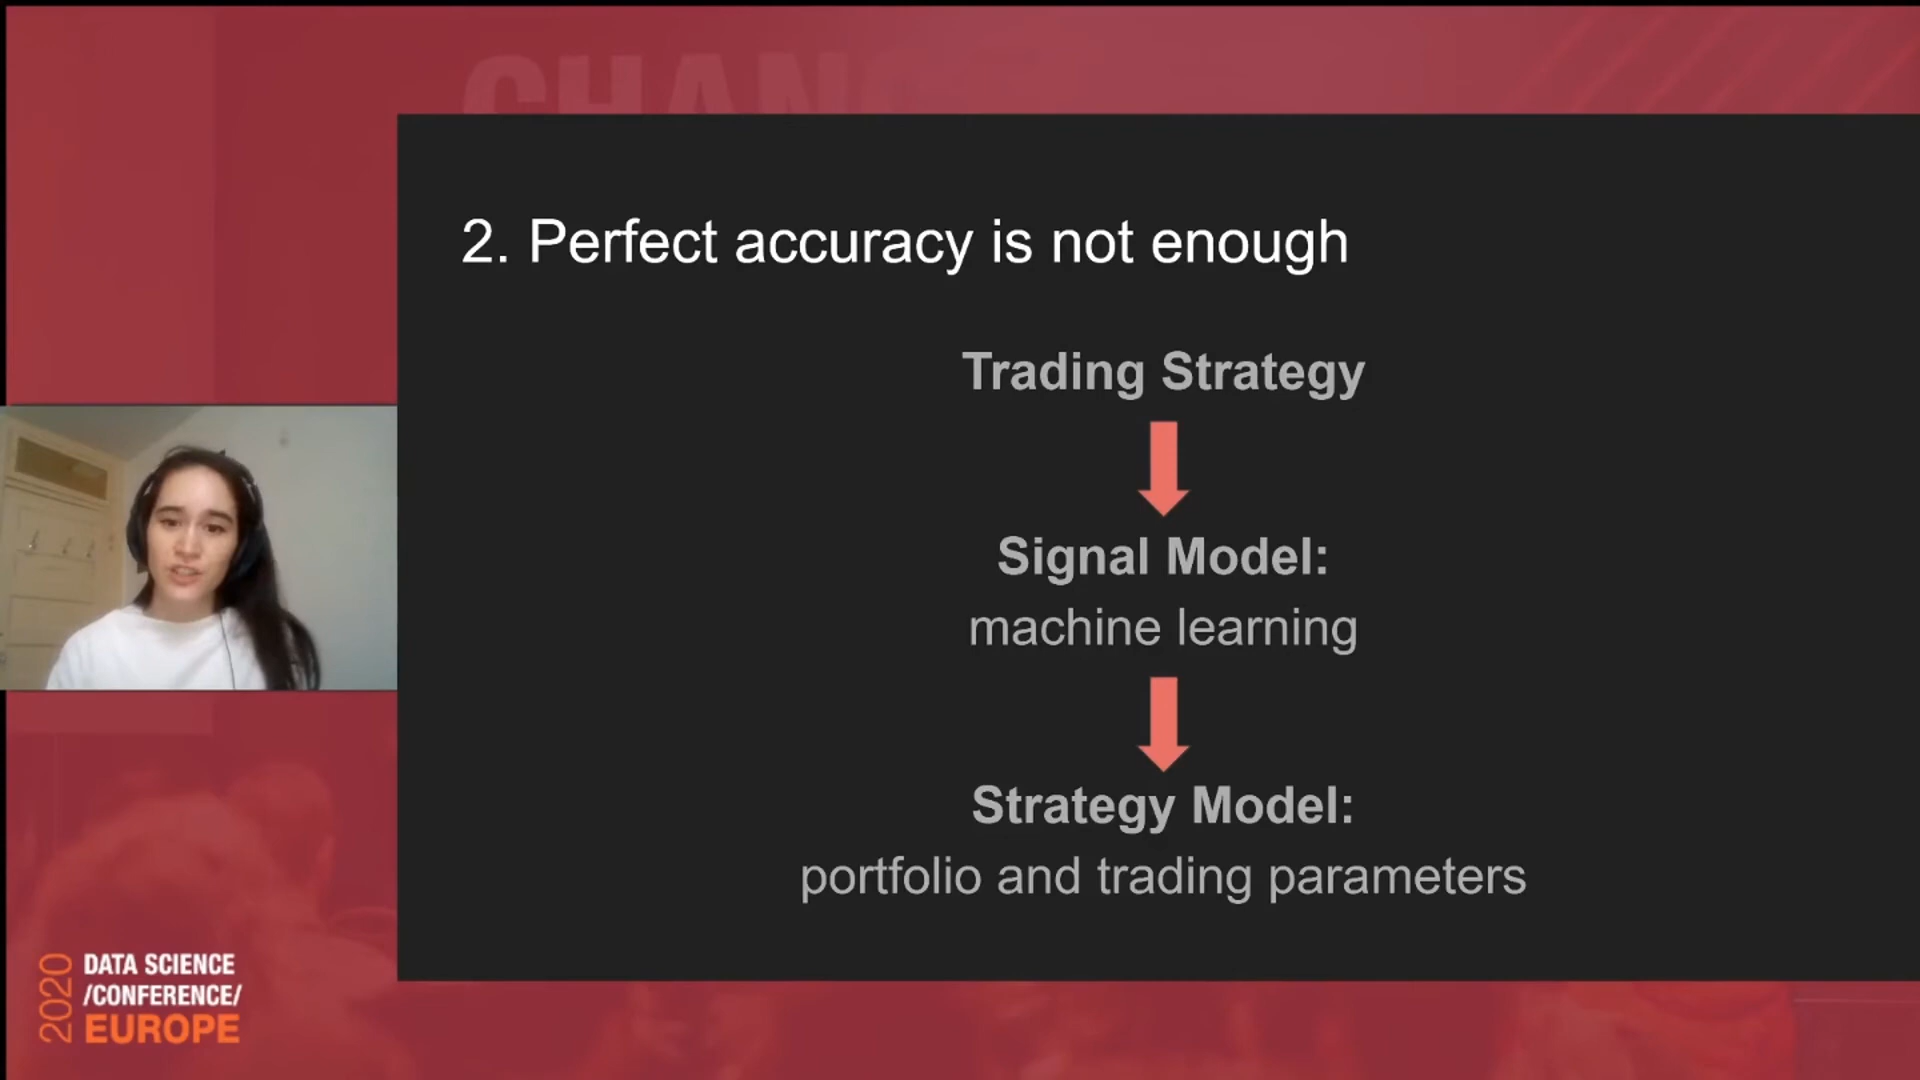 CHAN
2. Perfect accuracy is not enough
Trading Strategy
Signal Model:
machine learning
Strategy Model:
portfolio and trading parameters
2020
DATA SCIENCE
/CONFERENCE/
EUROPE